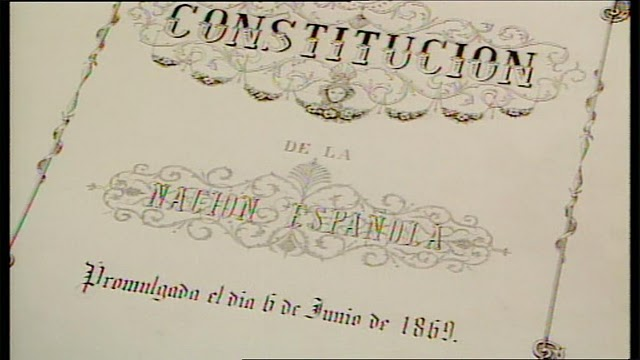 CONSTITUCION
DE LA
NACION ESPAÑOLA
Promulgada el dia 6 de Junio de 1869.